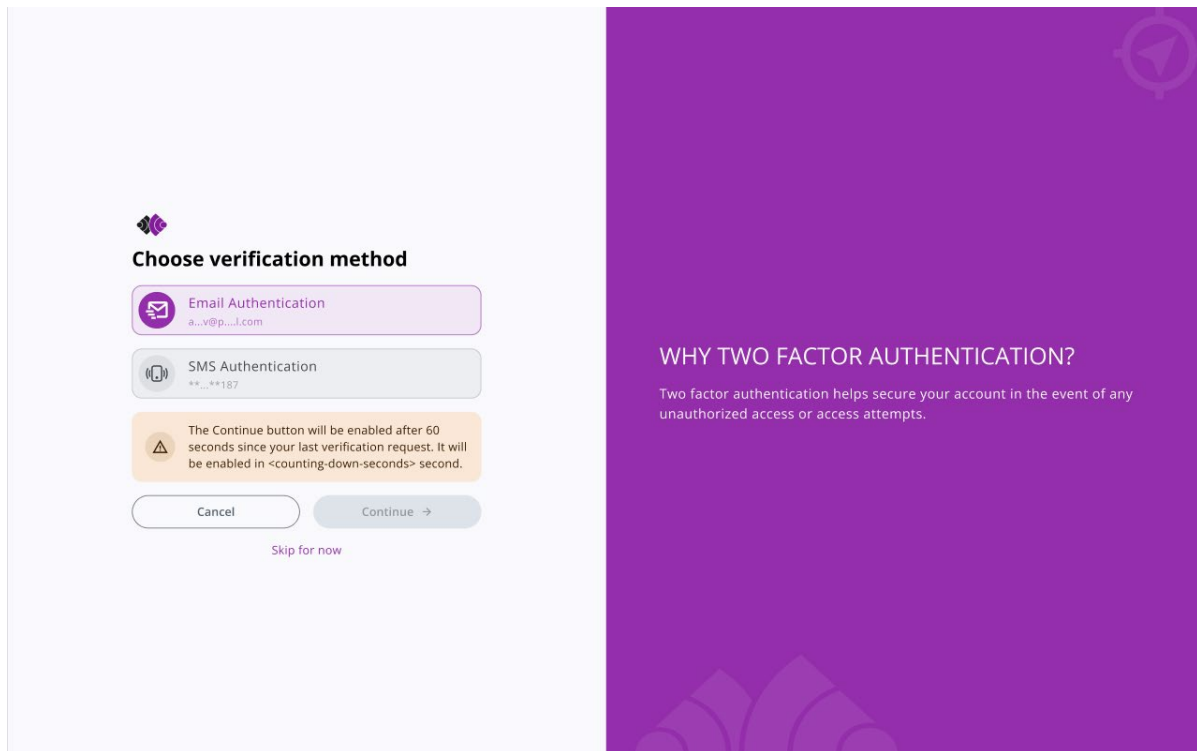 Choose verification method
Email Authentication
a...v@p....l.com
SMS Authentication
**...**187
The Continue button will be enabled after 60
seconds since your last verification request. It will
be enabled in <counting-down-seconds> second.
Cancel
Continue →
Skip for now
WHY TWO FACTOR AUTHENTICATION?
Two factor authentication helps secure your account in the event of any
unauthorized access or access attempts.